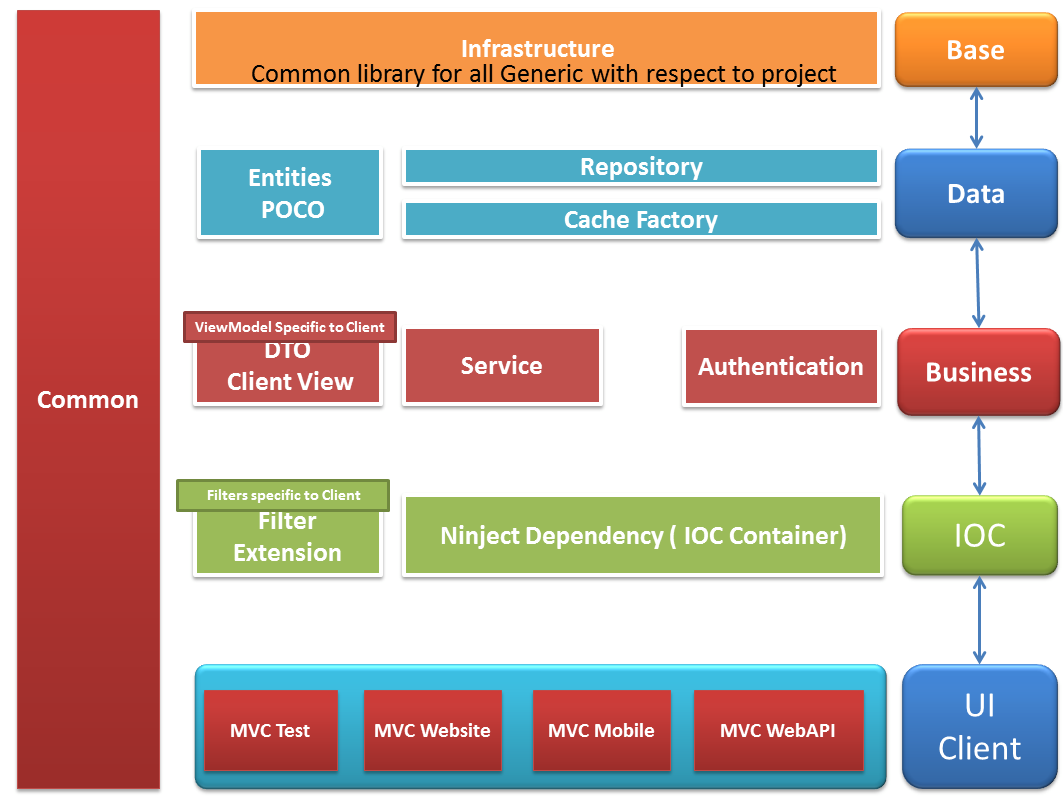 Common
Infrastructure
Common library for all Generic with respect to project
Base
Entities
POCO
Repository
Cache Factory
Data
ViewModel Specific to Client
DTO
Client View
Service
Authentication
Business
Filters specific to Client
Filter
Extension
Ninject Dependency ( IOC Container)
IOC
MVC Test
MVC Website
MVC Mobile
MVC WebAPI
UI
Client